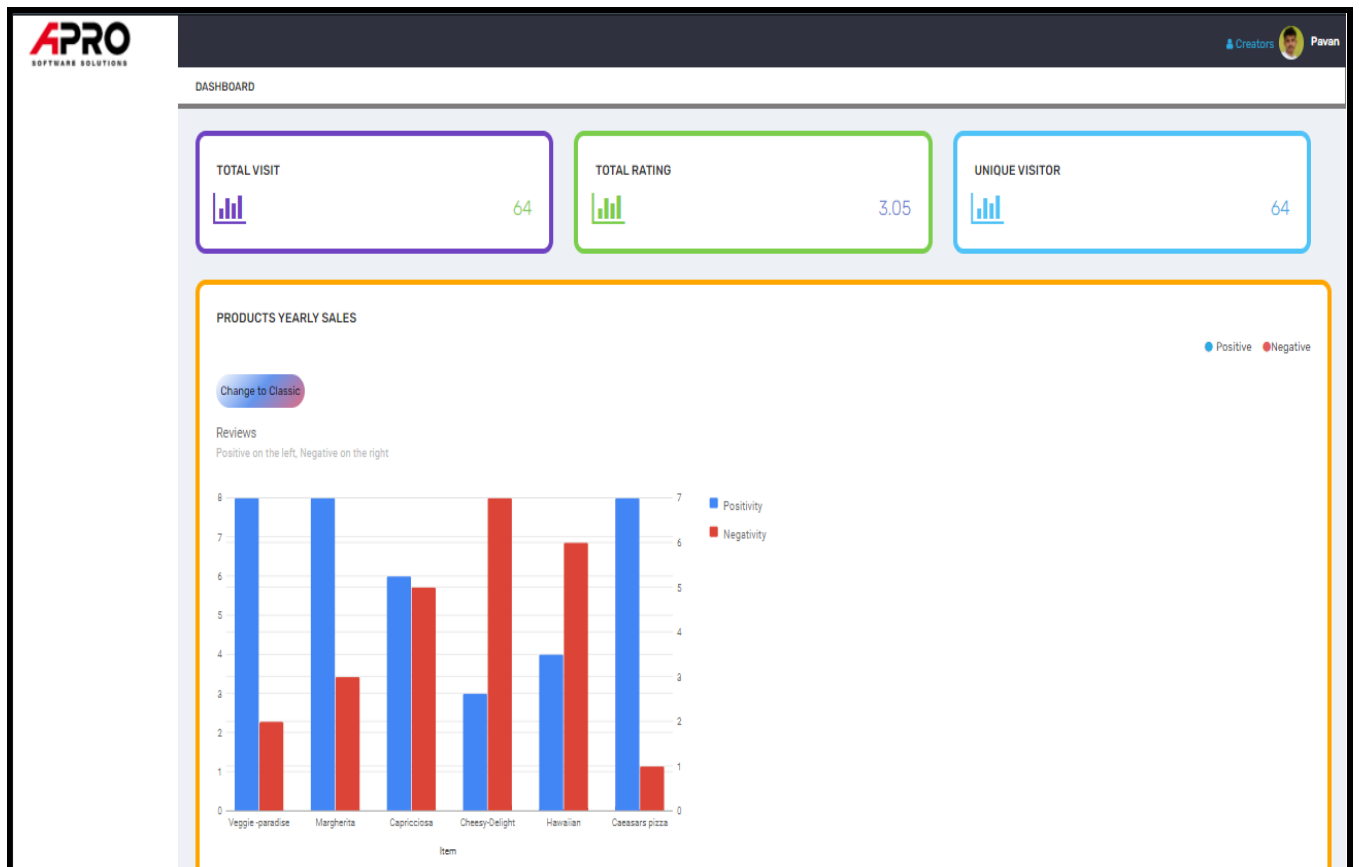 APRO
SOFTWARE SOLUTIONS
Creators Pavan
DASHBOARD
TOTAL VISIT
64
TOTAL RATING
3.05
UNIQUE VISITOR
64
PRODUCTS YEARLY SALES
Positive Negative
Change to Classic
Reviews
Positive on the left, Negative on the right
8
7
6
5
4
3
2
1
0
7
6
5
4
3
2
1
0
Positivity
Negativity
Veggie-paradise Margherita Capricciosa Cheesy-Delight Hawaiian Caeasars pizza
Item